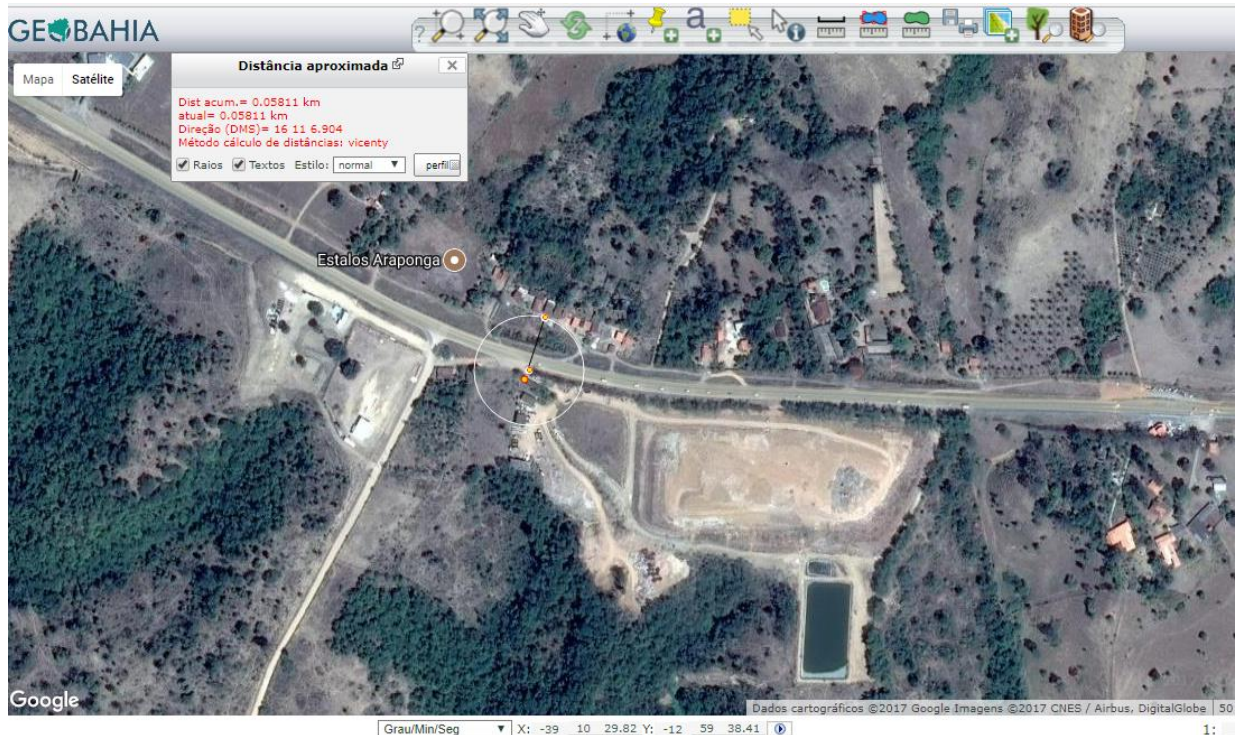 GEOBAHIA
?
a
Mapa
Satélite
Distância aproximada
Dist acum.= 0.05811 km
atual= 0.05811 km
Direção (DMS)= 16 11 6.904
Método cálculo de distâncias: vicenty
Raios Textos Estilo: normal perfil
Estalos Araponga
Google
Dados cartográficos ©2017 Google Imagens ©2017 CNES / Airbus, DigitalGlobe 50
Grau/Min/Seg X: -39 10 29.82 Y: -12 59 38.41
1: